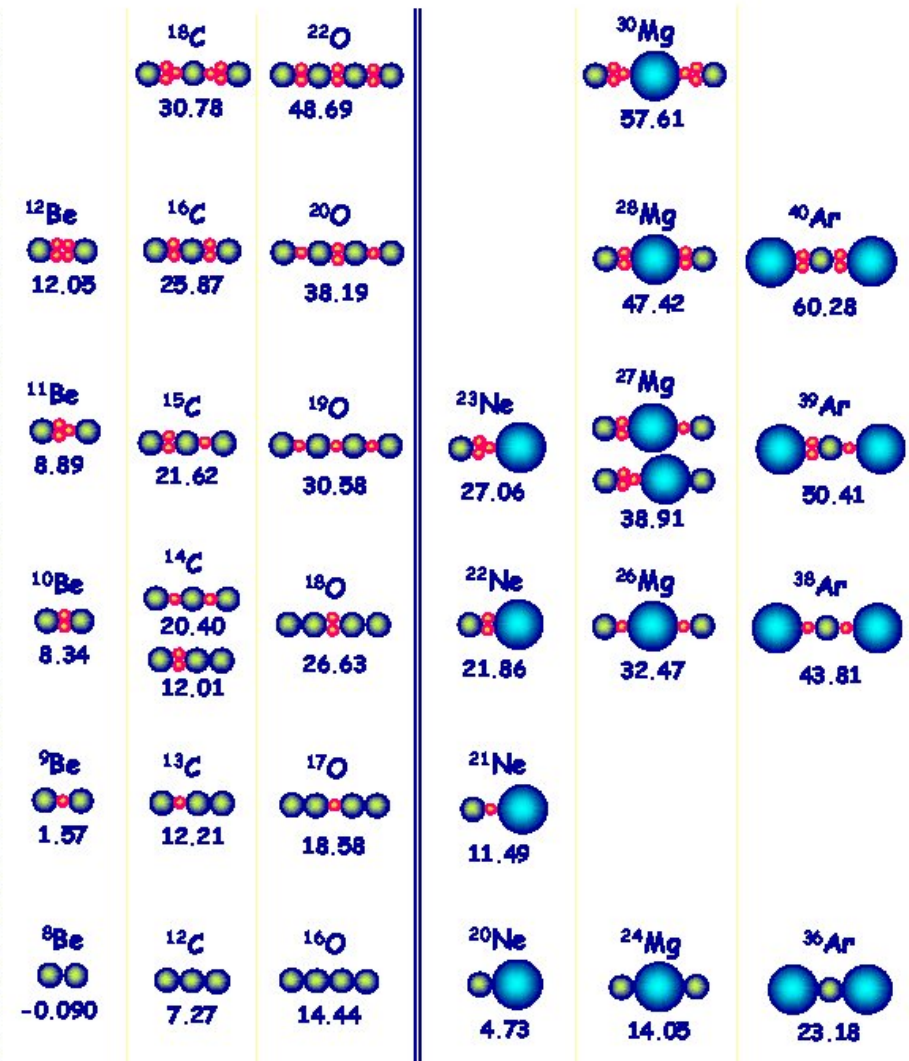 ¹⁸C ²²O ³⁰Mg
30.78 48.69 57.61
¹²Be ¹⁶C ²⁰O ²⁸Mg ⁴⁰Ar
12.05 25.87 38.19 47.42 60.28
¹¹Be ¹⁵C ¹⁹O ²³Ne ²⁷Mg ³⁹Ar
8.89 21.62 30.58 27.06 38.91 50.41
¹⁰Be ¹⁴C ¹⁸O ²²Ne ²⁶Mg ³⁸Ar
20.40
8.34 12.01 26.63 21.86 32.47 43.81
⁹Be ¹³C ¹⁷O ²¹Ne
1.57 12.21 18.58 11.49
⁸Be ¹²C ¹⁶O ²⁰Ne ²⁴Mg ³⁶Ar
-0.090 7.27 14.44 4.73 14.05 23.18